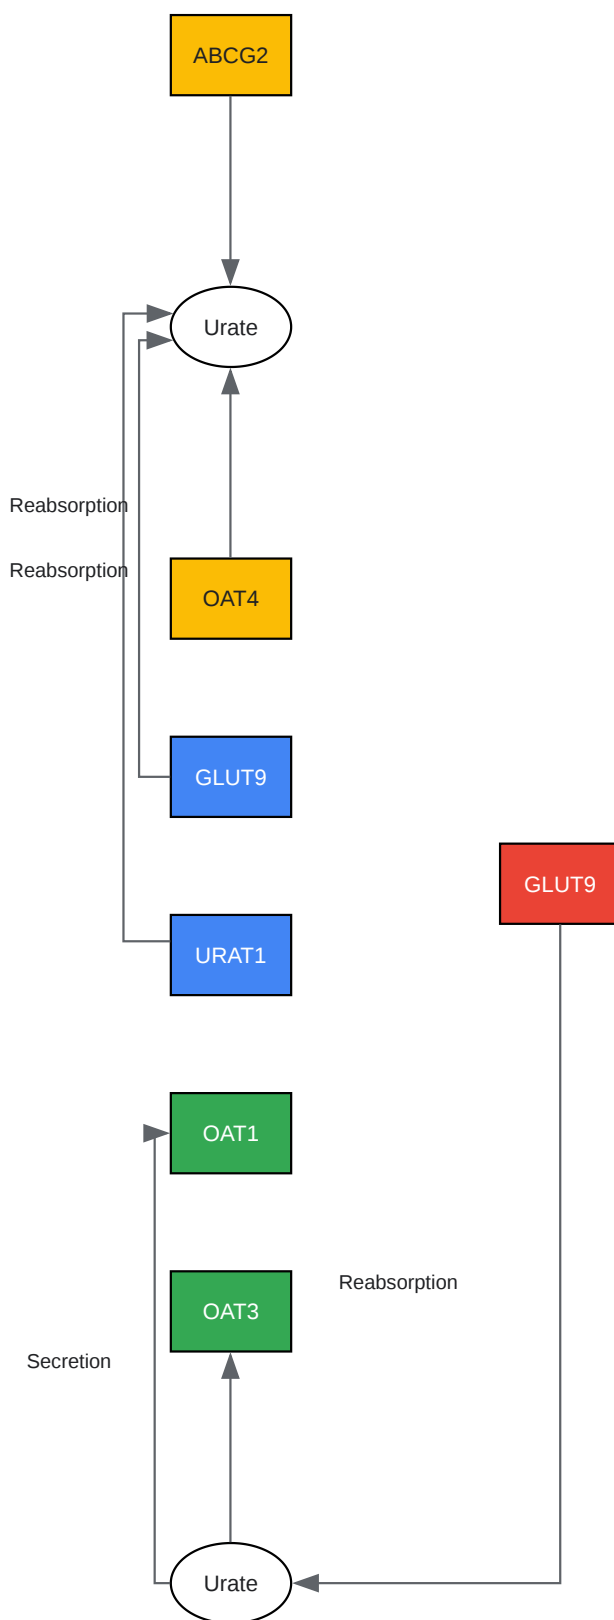 ABCG2
Urate
Reabsorption
Reabsorption
OAT4
GLUT9
GLUT9
URAT1
OAT1
Reabsorption
OAT3
Secretion
Urate